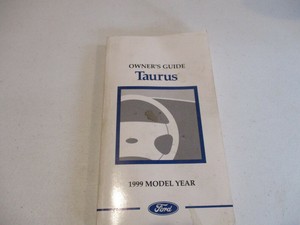 OWNER'S GUIDE
Taurus
1999 MODEL YEAR
Ford